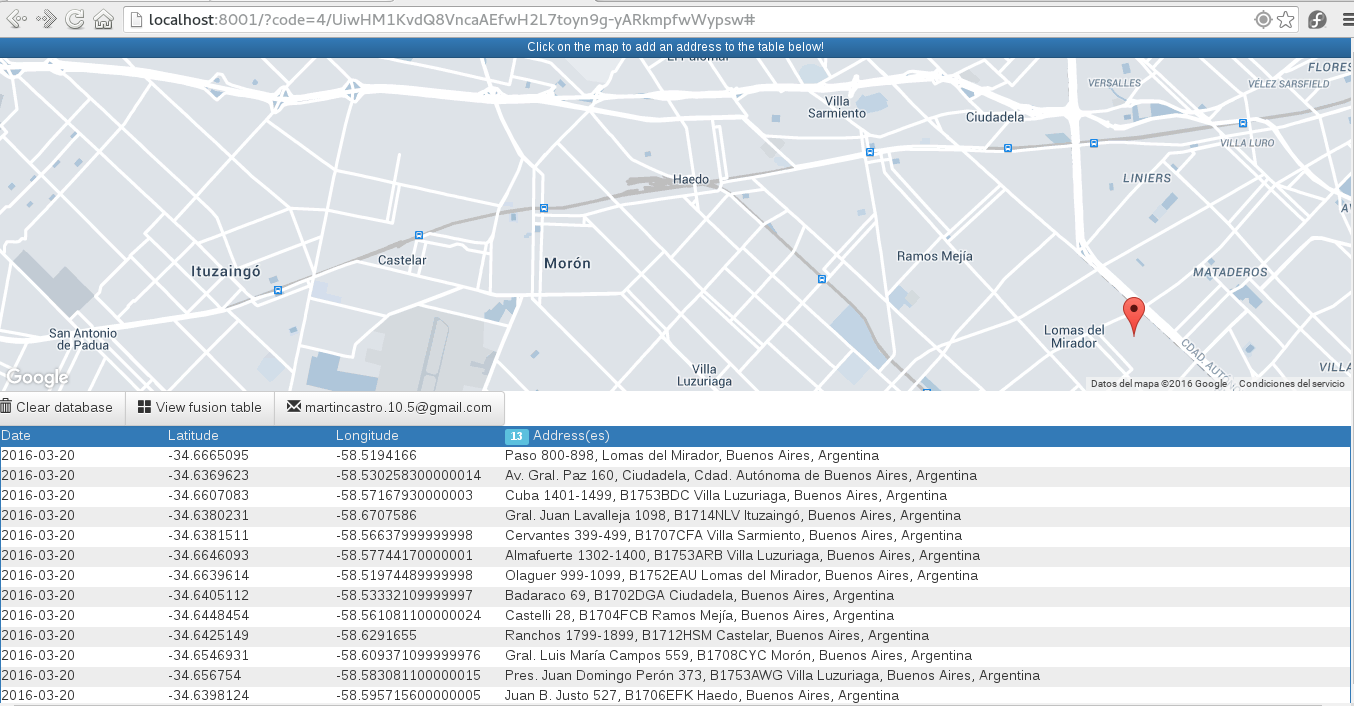 localhost:8001/?code=4/UiwHM1KvdQ8VncaAEfwH2L7toyn9g-yARkmpfwWypsw#
Click on the map to add an address to the table below!
El Palomar
FLORES
VERSALLES
VÉLEZ SARSFIELD
Villa
Sarmiento
Ciudadela
VILLA LURO
Haedo
LINIERS
Castelar
Morón
Ituzaingó
Ramos Mejía
MATADEROS
San Antonio
de Padua
Lomas del
Mirador
CDAD. AUTÓ
Villa
Luzuriaga
VILLA
Google
Datos del mapa ©2016 Google
Condiciones del servicio
Clear database
View fusion table
martincastro.10.5@gmail.com
Date Latitude Longitude 13 Address(es)
2016-03-20 -34.6665095 -58.5194166 Paso 800-898, Lomas del Mirador, Buenos Aires, Argentina
2016-03-20 -34.6369623 -58.530258300000014 Av. Gral. Paz 160, Ciudadela, Cdad. Autónoma de Buenos Aires, Argentina
2016-03-20 -34.6607083 -58.57167930000003 Cuba 1401-1499, B1753BDC Villa Luzuriaga, Buenos Aires, Argentina
2016-03-20 -34.6380231 -58.6707586 Gral. Juan Lavalleja 1098, B1714NLV Ituzaingó, Buenos Aires, Argentina
2016-03-20 -34.6381511 -58.56637999999998 Cervantes 399-499, B1707CFA Villa Sarmiento, Buenos Aires, Argentina
2016-03-20 -34.6646093 -58.57744170000001 Almafuerte 1302-1400, B1753ARB Villa Luzuriaga, Buenos Aires, Argentina
2016-03-20 -34.6639614 -58.51974489999998 Olaguer 999-1099, B1752EAU Lomas del Mirador, Buenos Aires, Argentina
2016-03-20 -34.6405112 -58.53332109999997 Badaraco 69, B1702DGA Ciudadela, Buenos Aires, Argentina
2016-03-20 -34.6448454 -58.561081100000024 Castelli 28, B1704FCB Ramos Mejía, Buenos Aires, Argentina
2016-03-20 -34.6425149 -58.6291655 Ranchos 1799-1899, B1712HSM Castelar, Buenos Aires, Argentina
2016-03-20 -34.6546931 -58.609371099999976 Gral. Luis María Campos 559, B1708CYC Morón, Buenos Aires, Argentina
2016-03-20 -34.656754 -58.583081100000015 Pres. Juan Domingo Perón 373, B1753AWG Villa Luzuriaga, Buenos Aires, Argentina
2016-03-20 -34.6398124 -58.595715600000005 Juan B. Justo 527, B1706EFK Haedo, Buenos Aires, Argentina